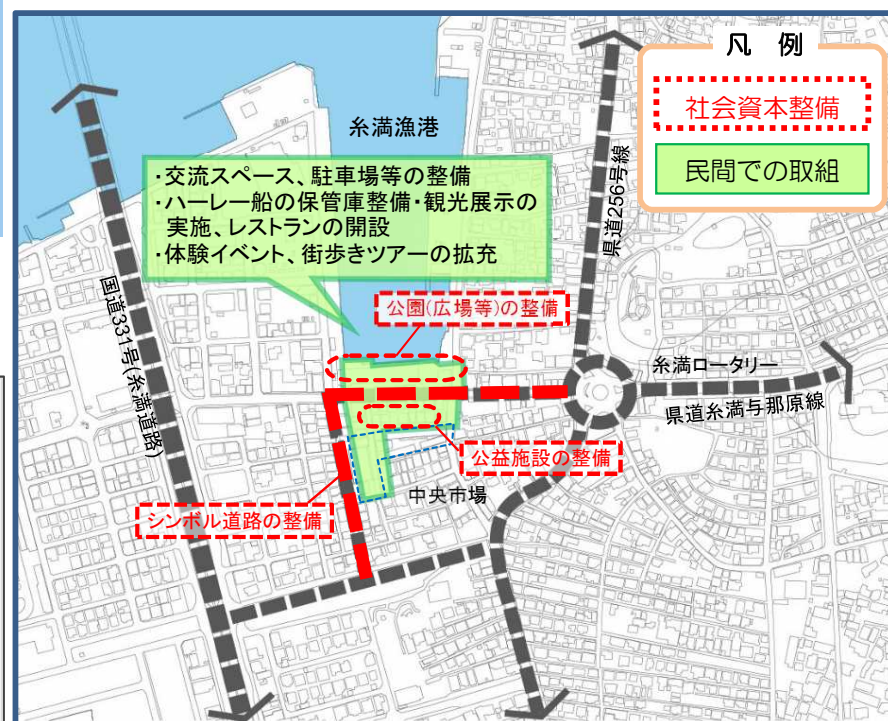 凡 例
社会資本整備
民間での取組
糸満漁港
・交流スペース、駐車場等の整備
・ハーレー船の保管庫整備・観光展示の
実施、レストランの開設
・体験イベント、街歩きツアーの拡充
県道256号線
国道331号(糸満道路)
公園(広場等)の整備
糸満ロータリー
県道糸満与那原線
公益施設の整備
中央市場
シンボル道路の整備